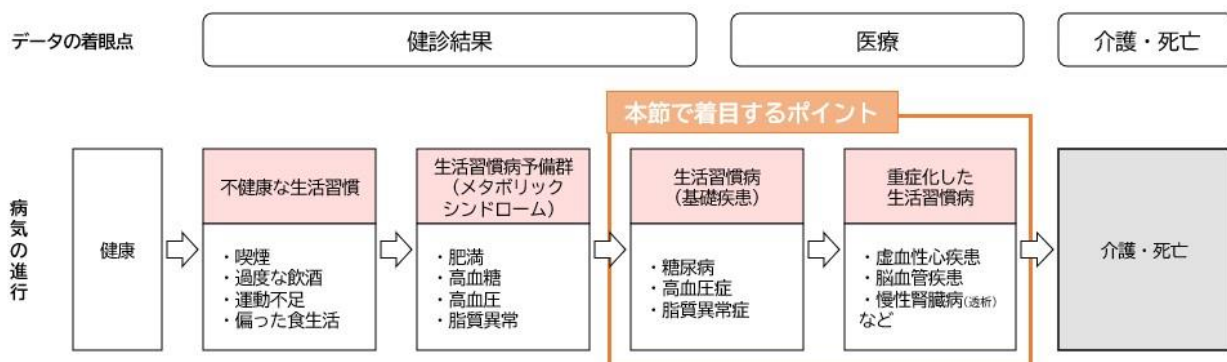 データの着眼点
健診結果
医療
介護・死亡
本節で着目するポイント
病気の進行
健康
不健康な生活習慣
・喫煙
・過度な飲酒
・運動不足
・偏った食生活
生活習慣病予備群
（メタボリック
シンドローム）
・肥満
・高血糖
・高血圧
・脂質異常
生活習慣病
（基礎疾患）
・糖尿病
・高血圧症
・脂質異常症
重症化した
生活習慣病
・虚血性心疾患
・脳血管疾患
・慢性腎臓病(透析)
など
介護・死亡